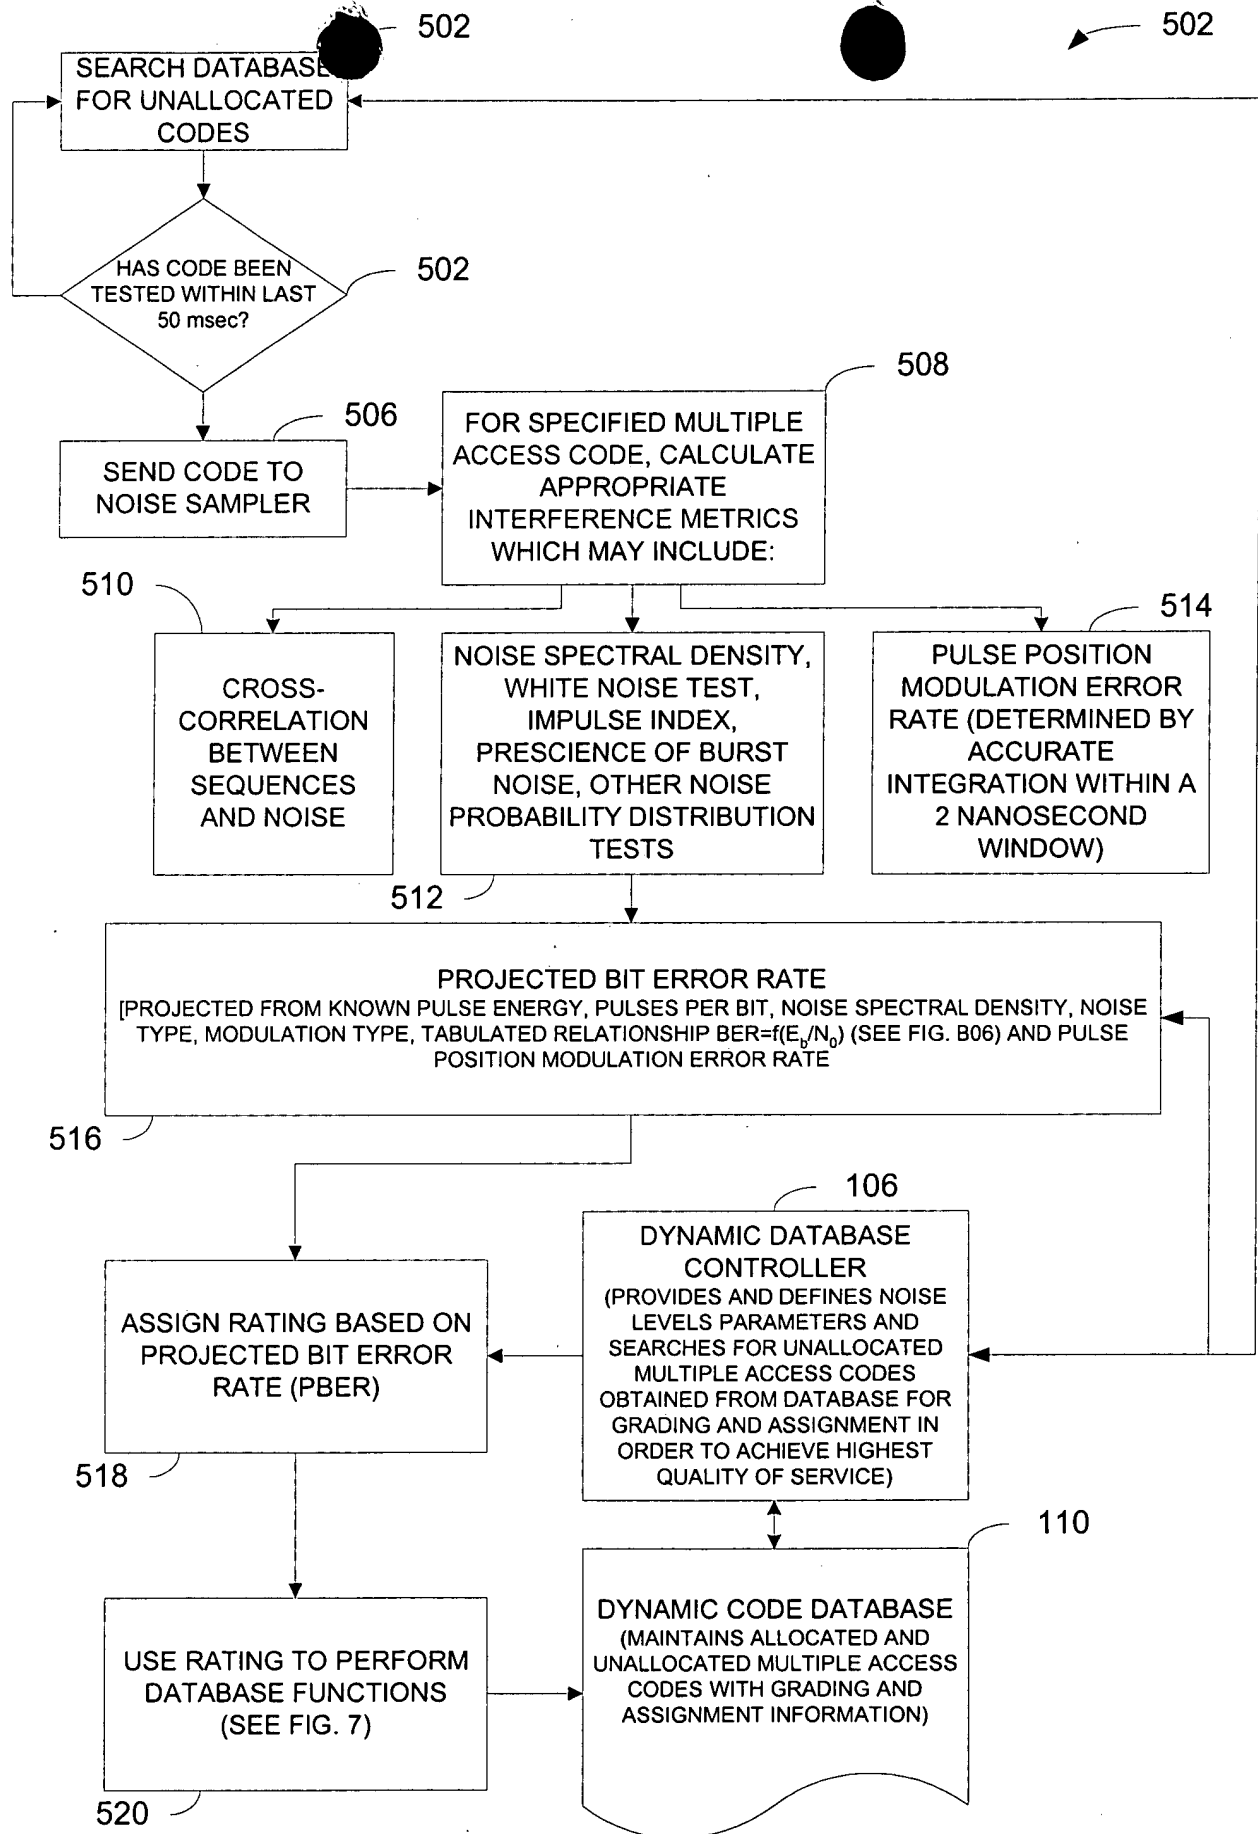 502
502
SEARCH DATABASE
FOR UNALLOCATED
CODES
HAS CODE BEEN
TESTED WITHIN LAST
50 msec?
502
506
SEND CODE TO
NOISE SAMPLER
508
FOR SPECIFIED MULTIPLE
ACCESS CODE, CALCULATE
APPROPRIATE
INTERFERENCE METRICS
WHICH MAY INCLUDE:
510
CROSS-
CORRELATION
BETWEEN
SEQUENCES
AND NOISE
NOISE SPECTRAL DENSITY,
WHITE NOISE TEST,
IMPULSE INDEX,
PRESCIENCE OF BURST
NOISE, OTHER NOISE
PROBABILITY DISTRIBUTION
TESTS
512
514
PULSE POSITION
MODULATION ERROR
RATE (DETERMINED BY
ACCURATE
INTEGRATION WITHIN A
2 NANOSECOND
WINDOW)
PROJECTED BIT ERROR RATE
[PROJECTED FROM KNOWN PULSE ENERGY, PULSES PER BIT, NOISE SPECTRAL DENSITY, NOISE
TYPE, MODULATION TYPE, TABULATED RELATIONSHIP BER=f(Eb/N0) (SEE FIG. B06) AND PULSE
POSITION MODULATION ERROR RATE
516
106
DYNAMIC DATABASE
CONTROLLER
(PROVIDES AND DEFINES NOISE
LEVELS PARAMETERS AND
SEARCHES FOR UNALLOCATED
MULTIPLE ACCESS CODES
OBTAINED FROM DATABASE FOR
GRADING AND ASSIGNMENT IN
ORDER TO ACHIEVE HIGHEST
QUALITY OF SERVICE)
ASSIGN RATING BASED ON
PROJECTED BIT ERROR
RATE (PBER)
518
110
DYNAMIC CODE DATABASE
(MAINTAINS ALLOCATED AND
UNALLOCATED MULTIPLE ACCESS
CODES WITH GRADING AND
ASSIGNMENT INFORMATION)
USE RATING TO PERFORM
DATABASE FUNCTIONS
(SEE FIG. 7)
520